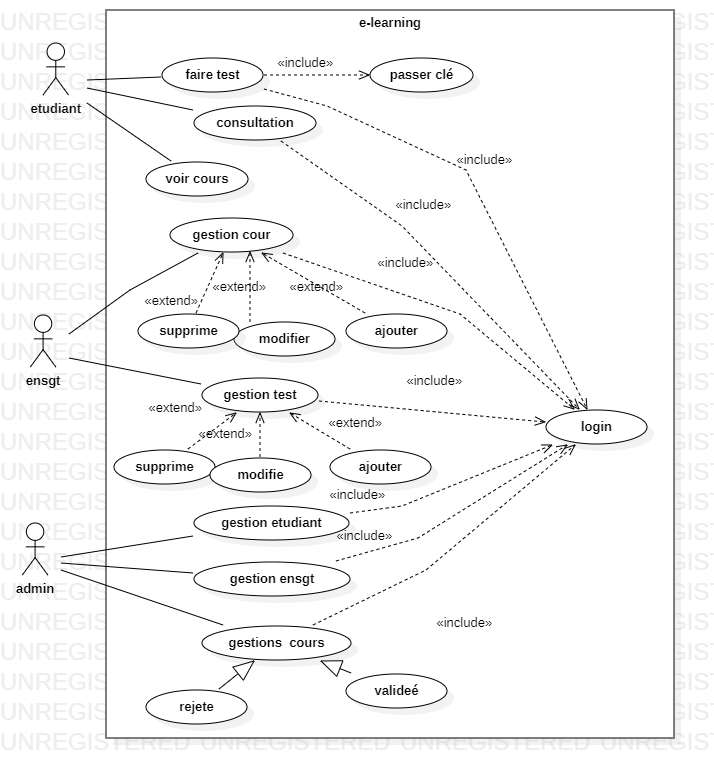 e-learning
«include»
faire test
passer clé
etudiant
consultation
«include»
voir cours
«include»
gestion cour
«include»
«extend»
«extend»
«extend»
supprime
modifier
ajouter
ensgt
«include»
gestion test
«extend»
«extend»
«extend»
login
supprime
modifie
ajouter
«include»
gestion etudiant
«include»
admin
gestion ensgt
«include»
gestions cours
valideé
rejete
UNREGISTERED UNREGISTERED UNREGISTERED UNREGISTERED